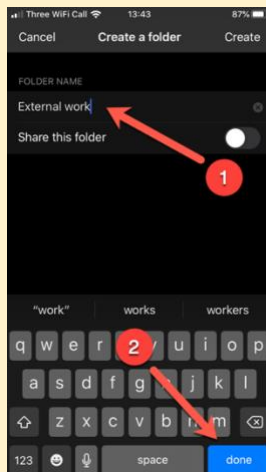 Three WiFi Call 13:43 87%
Cancel Create a folder Create
FOLDER NAME
External work
Share this folder
1
"work" works workers
2
q w e r y u i o p
a s d f g j k l
z x c v b m
123 space done